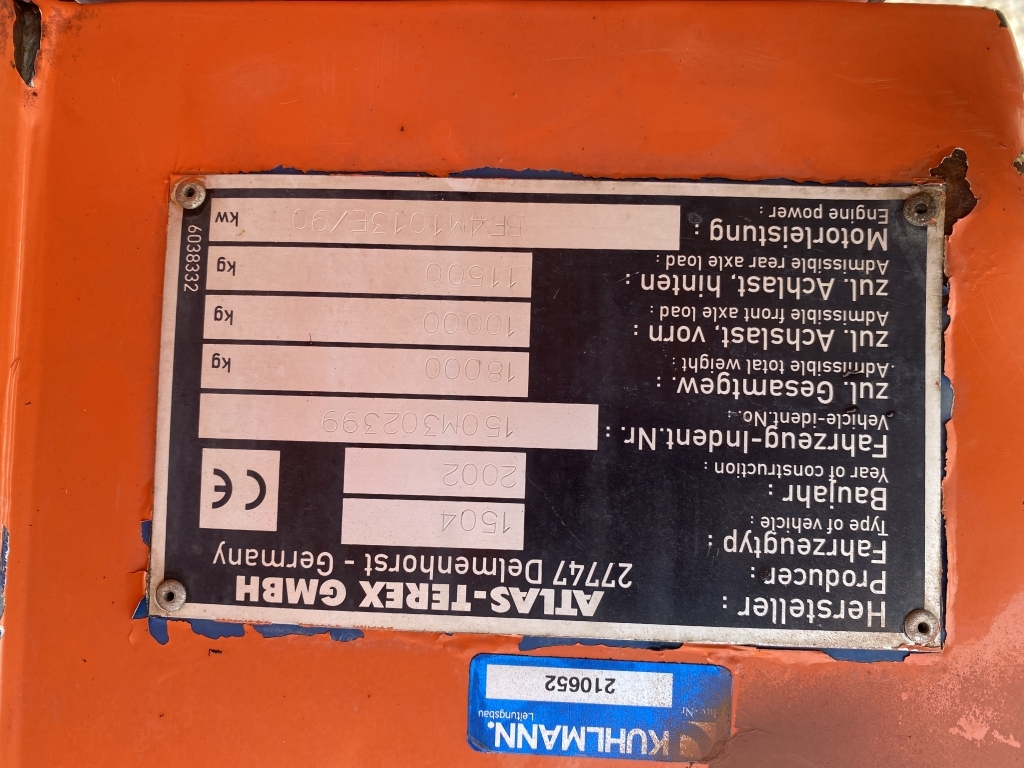 Hersteller : ATLAS-TEREX GMBH
Producer : 27747 Delmenhorst - Germany
Fahrzeugtyp : 1504
Type of vehicle :
Baujahr : 2002 CE
Year of construction :
Fahrzeug-Indent.Nr. : 150M302399
Vehicle-ident.No. :
zul. Gesamtgew. : 18000 kg
Admissible total weight :
zul. Achslast, vorn : 10000 kg
Admissible front axle load :
zul. Achlast, hinten : 11500 kg
Admissible rear axle load :
Motorleistung : BF4M1013E/90 kw
Engine power :
6038332
KUHLMANN.
Leitungsbau
210652